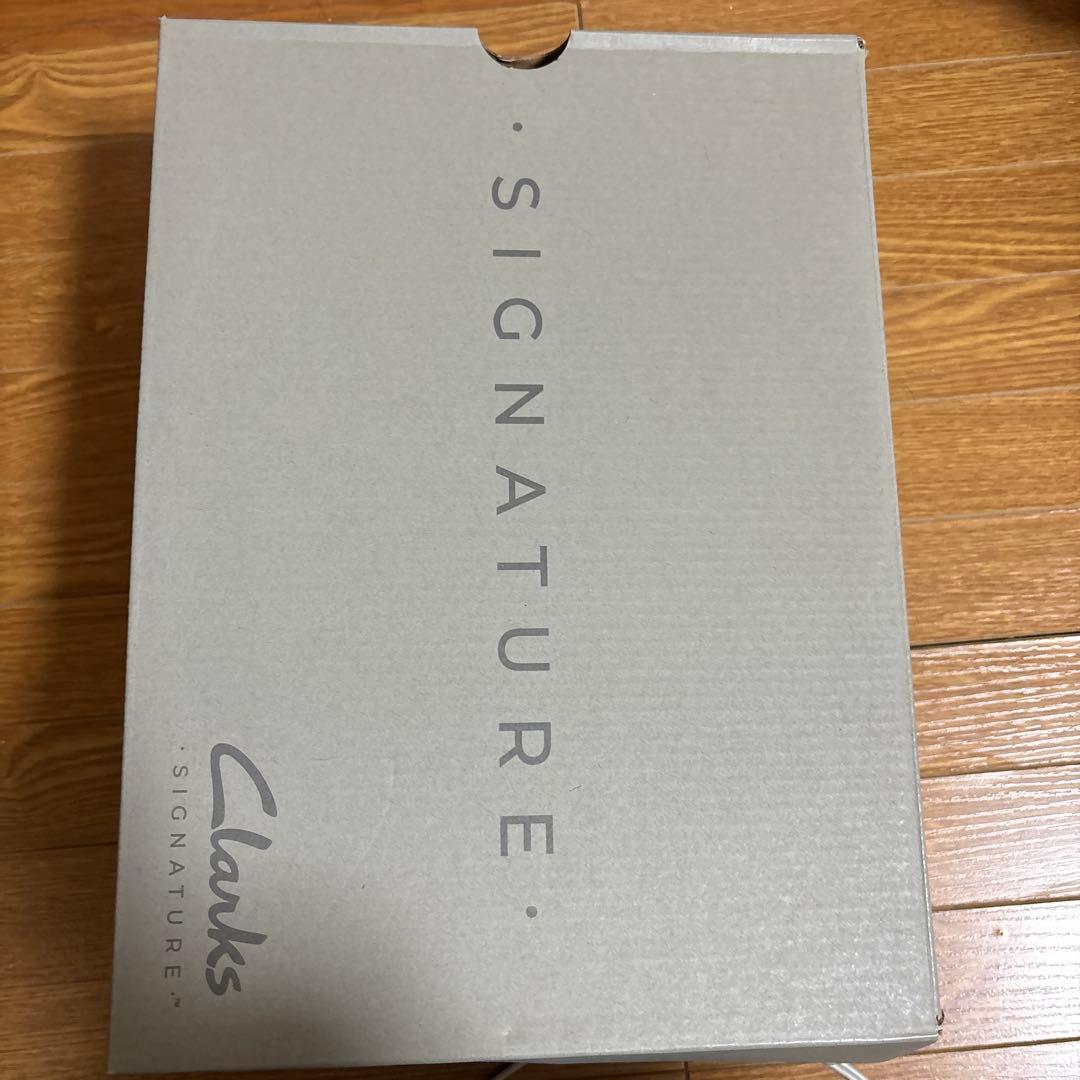 · SIGNATURE ·
Clarks
· SIGNATURE. ™